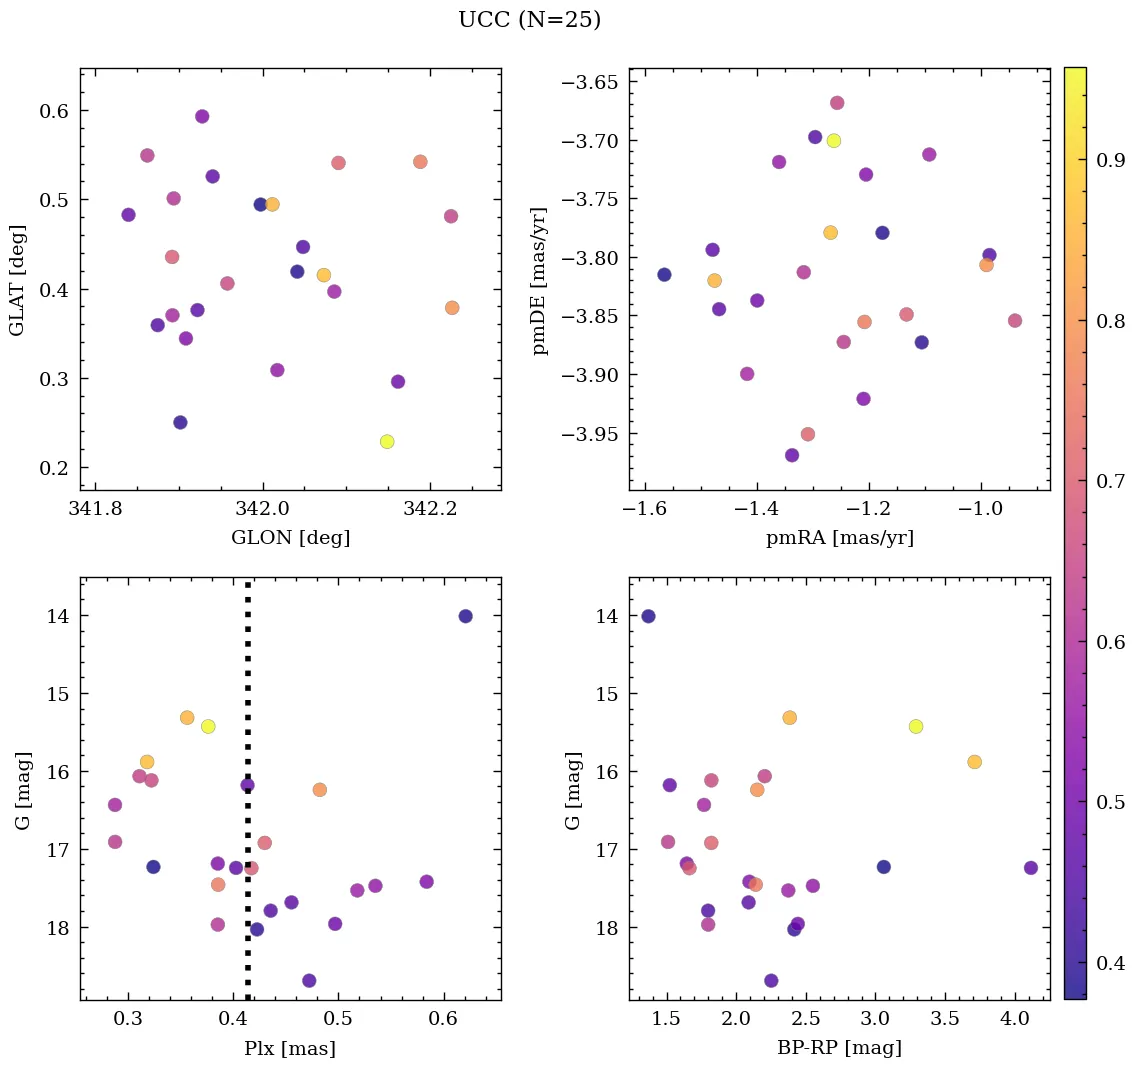 UCC (N=25)
0.6
0.5
0.4
0.3
0.2
GLAT [deg]
341.8 342.0 342.2
GLON [deg]
−3.65
−3.70
−3.75
−3.80
−3.85
−3.90
−3.95
pmDE [mas/yr]
−1.6 −1.4 −1.2 −1.0
pmRA [mas/yr]
14
15
16
17
18
G [mag]
0.3 0.4 0.5 0.6
Plx [mas]
14
15
16
17
18
G [mag]
1.5 2.0 2.5 3.0 3.5 4.0
BP-RP [mag]
0.9
0.8
0.7
0.6
0.5
0.4